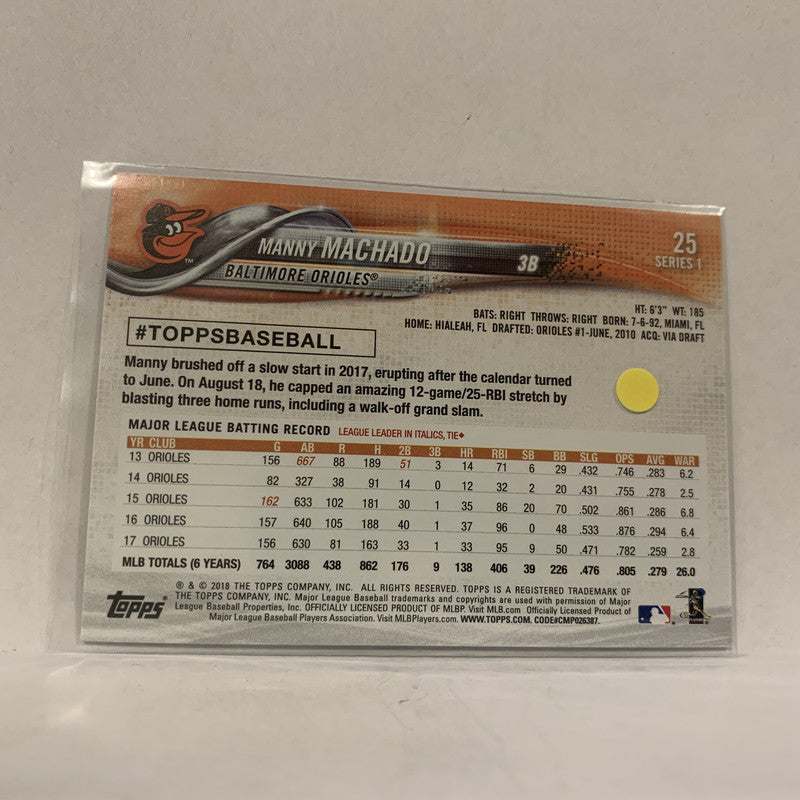 25
SERIES 1
MANNY MACHADO
3B
BALTIMORE ORIOLES®
TM
HT: 6'3" WT: 185
BATS: RIGHT THROWS: RIGHT BORN: 7-6-92, MIAMI, FL
HOME: HIALEAH, FL DRAFTED: ORIOLES #1-JUNE, 2010 ACQ: VIA DRAFT
#TOPPSBASEBALL
Manny brushed off a slow start in 2017, erupting after the calendar turned
to June. On August 18, he capped an amazing 12-game/25-RBI stretch by
blasting three home runs, including a walk-off grand slam.
MAJOR LEAGUE BATTING RECORD LEAGUE LEADER IN ITALICS, TIE◆
YR CLUB G AB R H 2B 3B HR RBI SB BB SLG OPS AVG WAR
13 ORIOLES 156 667 88 189 51 3 14 71 6 29 .432 .746 .283 6.2
14 ORIOLES 82 327 38 91 14 0 12 32 2 20 .431 .755 .278 2.5
15 ORIOLES 162 633 102 181 30 1 35 86 20 70 .502 .861 .286 6.8
16 ORIOLES 157 640 105 188 40 1 37 96 0 48 .533 .876 .294 6.4
17 ORIOLES 156 630 81 163 33 1 33 95 9 50 .471 .782 .259 2.8
MLB TOTALS (6 YEARS) 764 3088 438 862 176 9 138 406 39 226 .476 .805 .279 26.0
® & © 2018 THE TOPPS COMPANY, INC. ALL RIGHTS RESERVED. TOPPS IS A REGISTERED TRADEMARK OF
THE TOPPS COMPANY, INC. Major League Baseball trademarks and copyrights are used with permission of Major
League Baseball Properties, Inc. OFFICIALLY LICENSED PRODUCT OF MLBP. Visit MLB.com Officially Licensed Product of
Major League Baseball Players Association. Visit MLBPlayers.com. WWW.TOPPS.COM. CODE#CMP026387.
Topps®